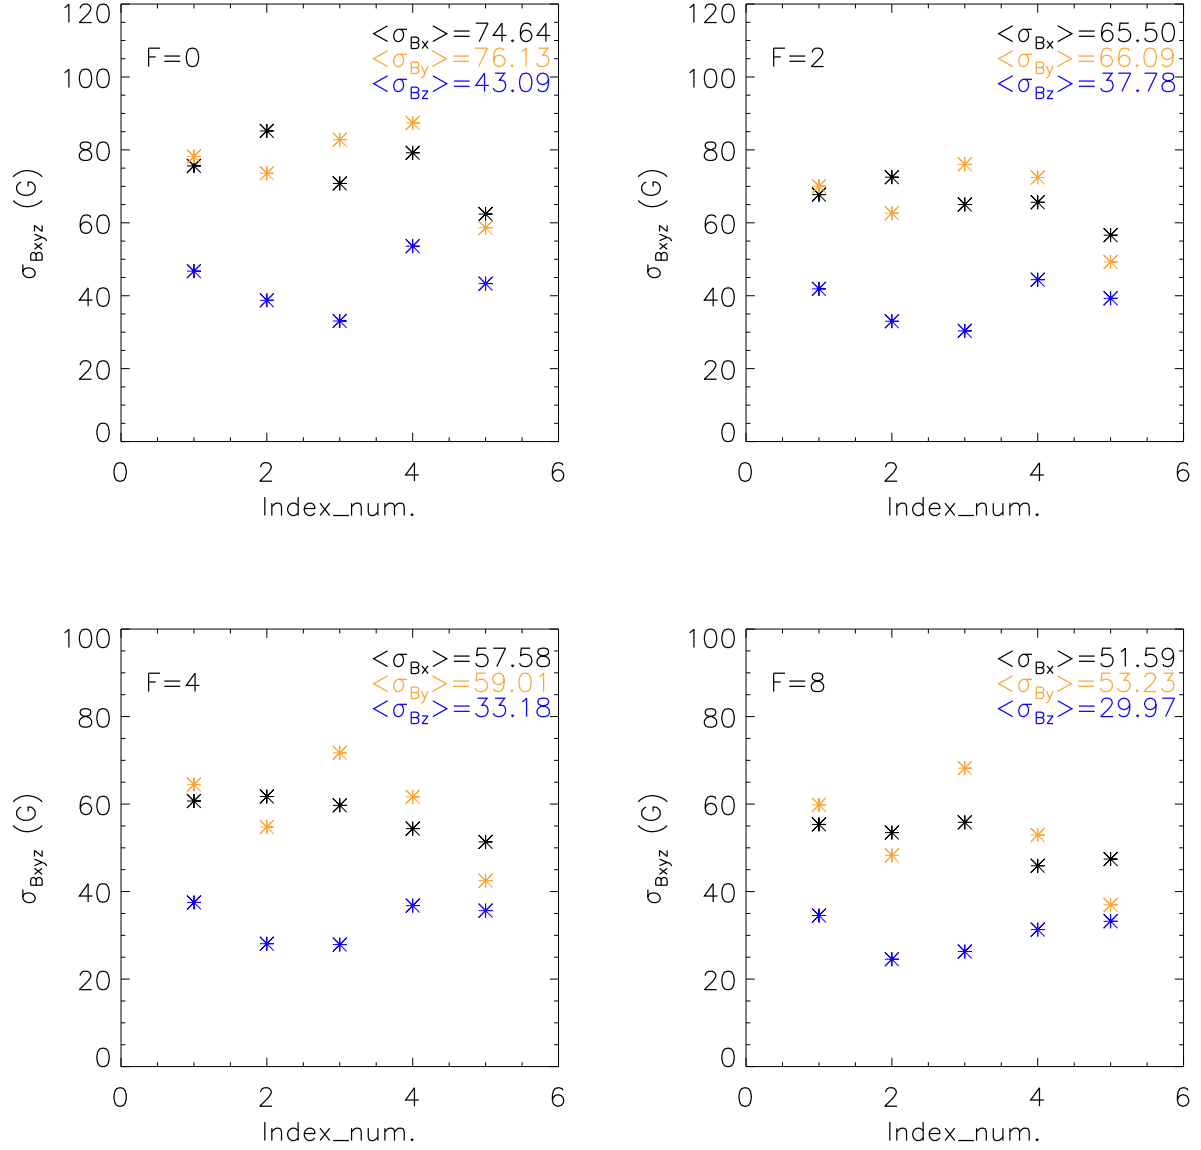 120
100
80
60
40
20
0
σBxyz (G)
F=0
<σBx>=74.64
<σBy>=76.13
<σBz>=43.09
0 2 4 6
Index_num.
120
100
80
60
40
20
0
σBxyz (G)
F=2
<σBx>=65.50
<σBy>=66.09
<σBz>=37.78
0 2 4 6
Index_num.
100
80
60
40
20
0
σBxyz (G)
F=4
<σBx>=57.58
<σBy>=59.01
<σBz>=33.18
0 2 4 6
Index_num.
100
80
60
40
20
0
σBxyz (G)
F=8
<σBx>=51.59
<σBy>=53.23
<σBz>=29.97
0 2 4 6
Index_num.